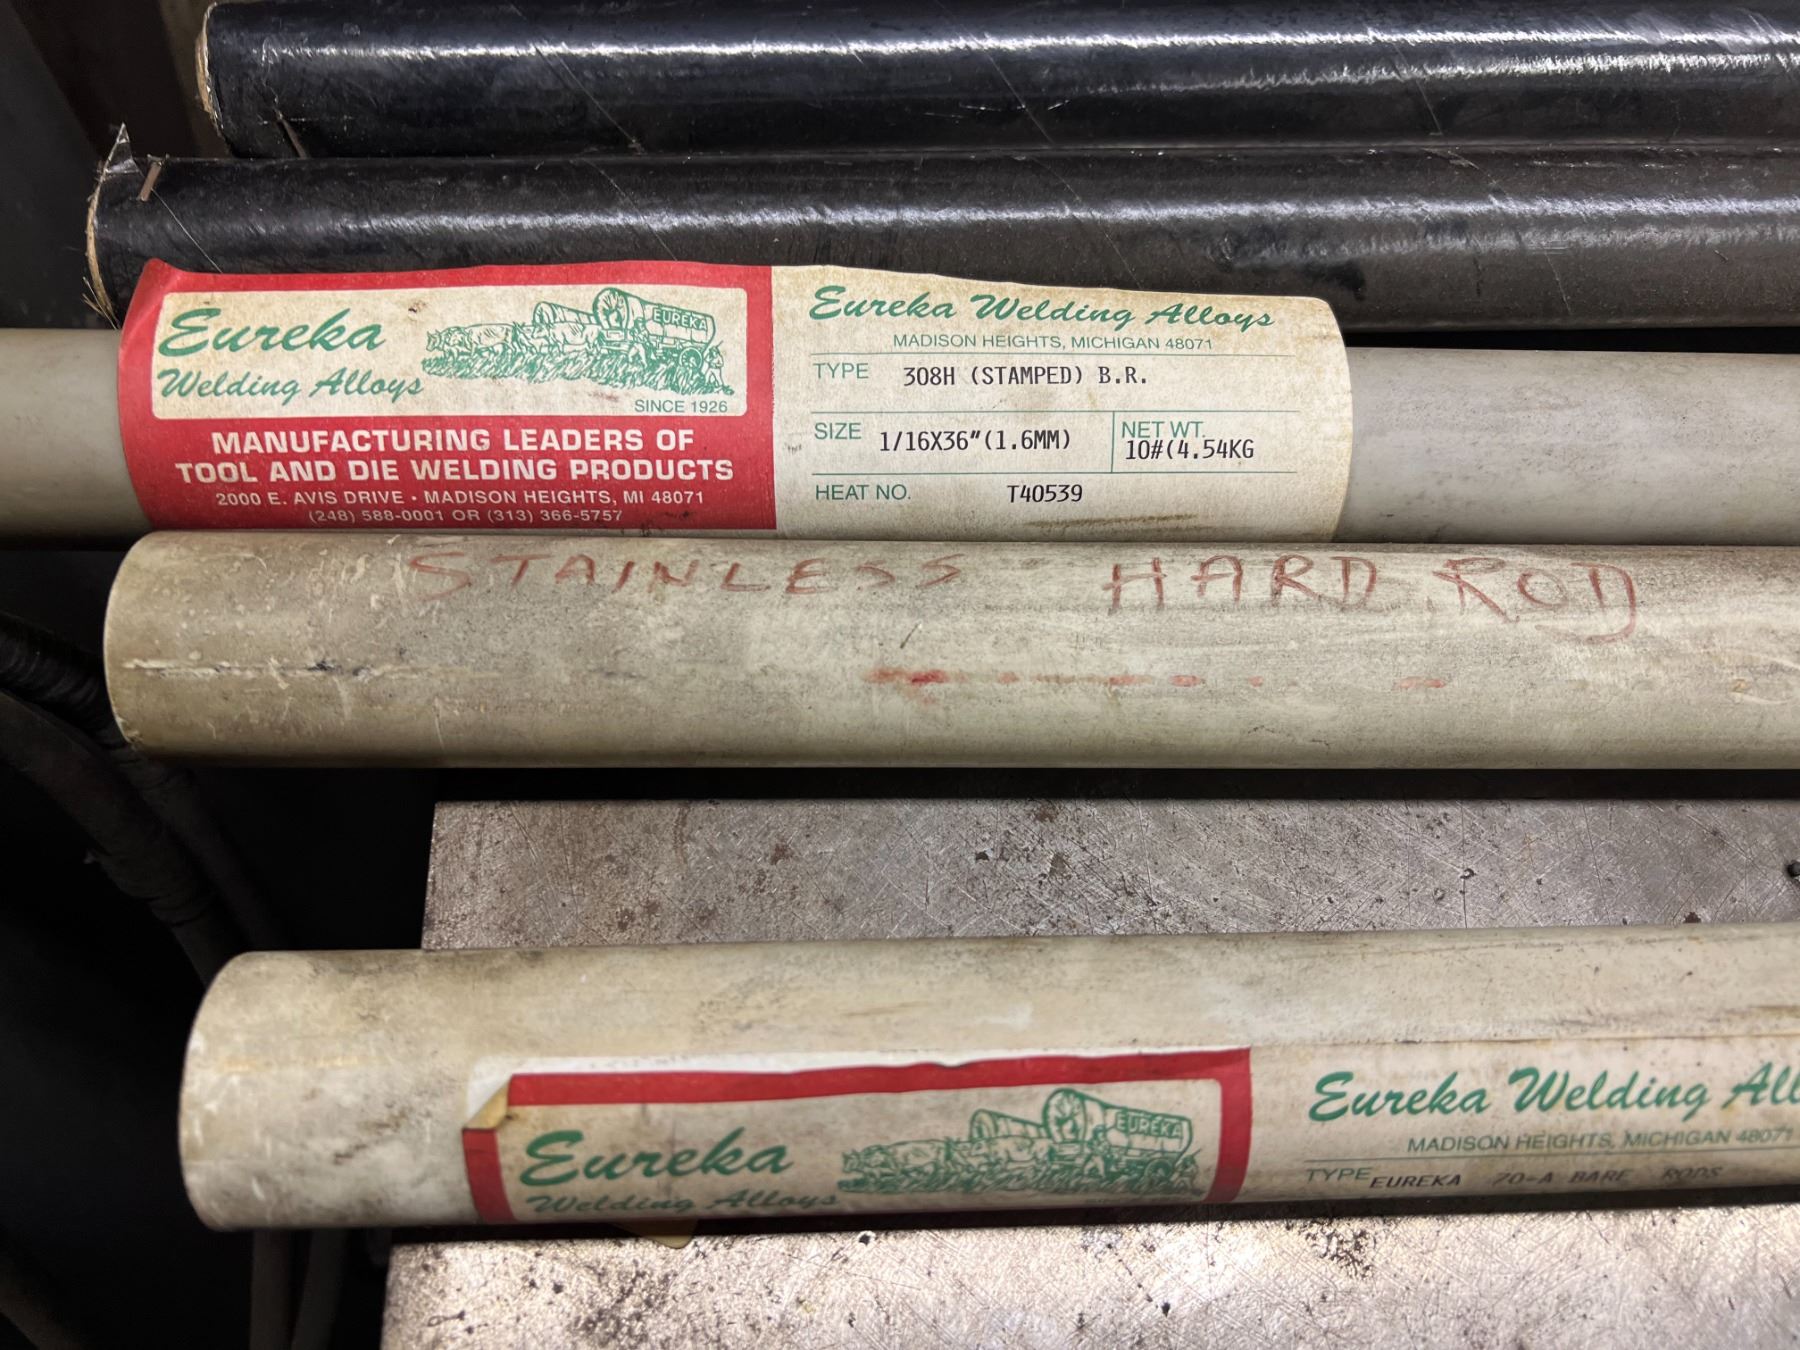 Eureka
Welding Alloys
EUREKA
SINCE 1926
MANUFACTURING LEADERS OF
TOOL AND DIE WELDING PRODUCTS
2000 E. AVIS DRIVE • MADISON HEIGHTS, MI 48071
(248) 588-0001 OR (313) 366-5757
Eureka Welding Alloys
MADISON HEIGHTS, MICHIGAN 48071
TYPE 308H (STAMPED) B.R.
SIZE 1/16X36"(1.6MM) NET WT. 10#(4.54KG
HEAT NO. T40539
STAINLESS HARD ROD
Eureka
Welding Alloys
EUREKA
Eureka Welding All
MADISON HEIGHTS, MICHIGAN 48071
TYPE EUREKA 70-A BARE RODS